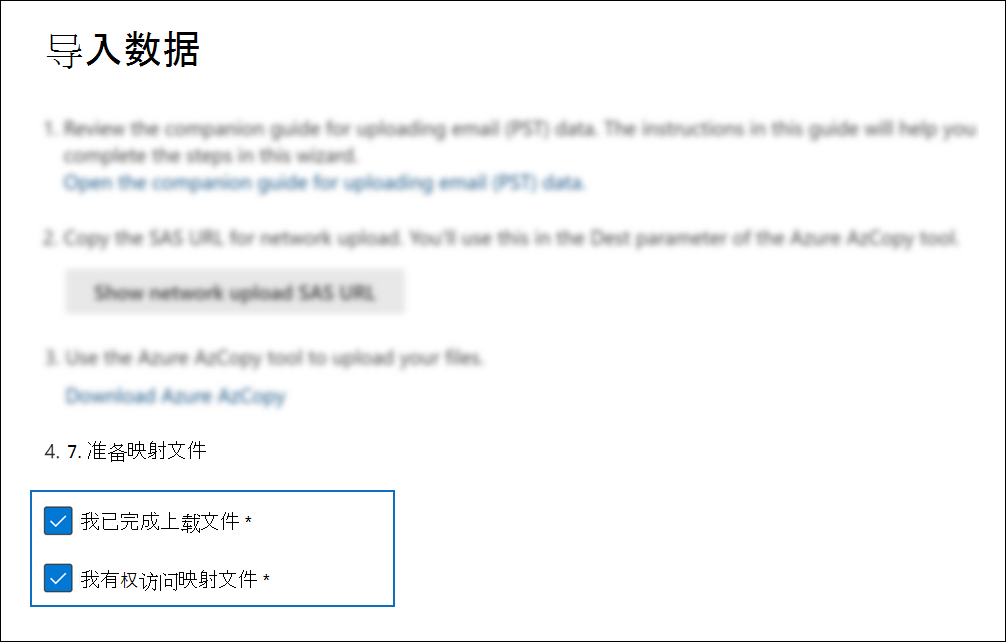 导入数据
1. Review the companion guide for uploading email (PST) data. The instructions in this guide will help you
complete the steps in this wizard.
Open the companion guide for uploading email (PST) data.
2. Copy the SAS URL for network upload. You'll use this in the Dest parameter of the Azure AzCopy tool.
Show network upload SAS URL
3. Use the Azure AzCopy tool to upload your files.
Download Azure AzCopy
4. 7. 准备映射文件
我已完成上载文件 *
我有权访问映射文件 *